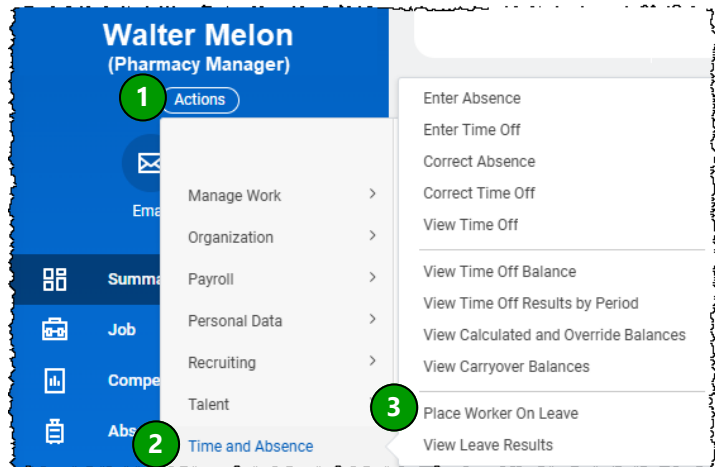 Walter Melon
(Pharmacy Manager)
1 Actions
Ema
Summa
Job
Compe
Abs
Manage Work
Organization
Payroll
Personal Data
Recruiting
Talent
2 Time and Absence
Enter Absence
Enter Time Off
Correct Absence
Correct Time Off
View Time Off
View Time Off Balance
View Time Off Results by Period
View Calculated and Override Balances
View Carryover Balances
3 Place Worker On Leave
View Leave Results